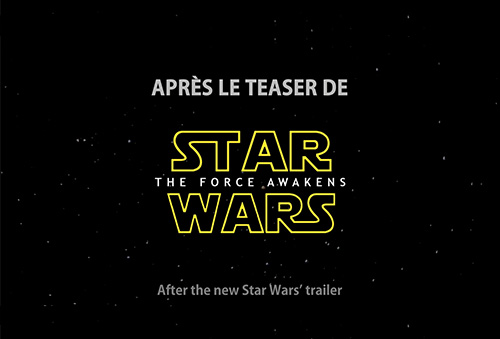 APRÈS LE TEASER DE
STAR
THE FORCE AWAKENS
WARS
After the new Star Wars' trailer